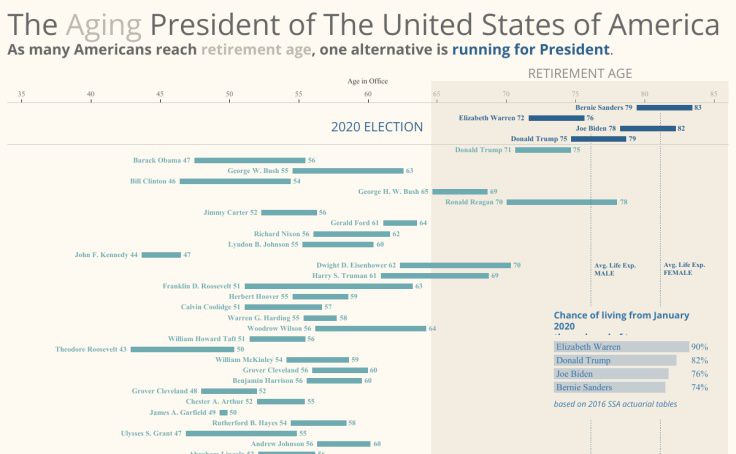 The Aging President of The United States of America
As many Americans reach retirement age, one alternative is running for President.
RETIREMENT AGE
Age in Office
35 40 45 50 55 60 65 70 75 80 85
Bernie Sanders 79 83
Elizabeth Warren 72 76
2020 ELECTION
Joe Biden 78 82
Donald Trump 75 79
Donald Trump 71 75
Barack Obama 47 56
George W. Bush 55 63
Bill Clinton 46 54
George H. W. Bush 65 69
Ronald Reagan 70 78
Jimmy Carter 52 56
Gerald Ford 61 64
Richard Nixon 56 62
Lyndon B. Johnson 55 60
John F. Kennedy 44 47
Dwight D. Eisenhower 62 70
Avg. Life Exp. MALE
Avg. Life Exp. FEMALE
Harry S. Truman 61 69
Franklin D. Roosevelt 51 63
Herbert Hoover 55 59
Calvin Coolidge 51 57
Warren G. Harding 55 58
Woodrow Wilson 56 64
William Howard Taft 51 56
Theodore Roosevelt 43 50
William McKinley 54 59
Grover Cleveland 56 60
Benjamin Harrison 56 60
Grover Cleveland 48 52
Chester A. Arthur 52 55
James A. Garfield 49 50
Rutherford B. Hayes 54 58
Ulysses S. Grant 47 55
Andrew Johnson 56 60
Chance of living from January
2020
Elizabeth Warren 90%
Donald Trump 82%
Joe Biden 76%
Bernie Sanders 74%
based on 2016 SSA actuarial tables